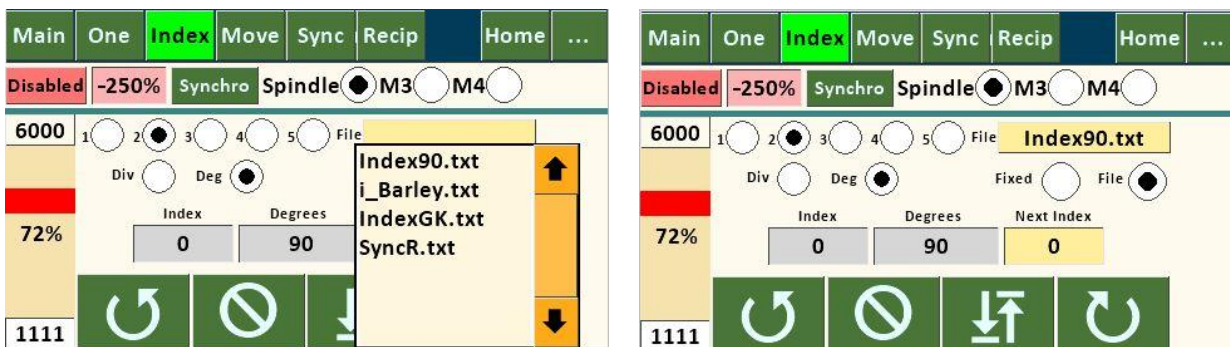 Main One Index Move Sync Recip Home ...
Disabled -250% Synchro Spindle M3 M4
6000 1 2 3 4 5 File
Index90.txt
i_Barley.txt
IndexGK.txt
SyncR.txt
Div Deg
Index Degrees
72% 0 90
1111
Main One Index Move Sync Recip Home ...
Disabled -250% Synchro Spindle M3 M4
6000 1 2 3 4 5 File Index90.txt
Div Deg Fixed File
Index Degrees Next Index
72% 0 90 0
1111